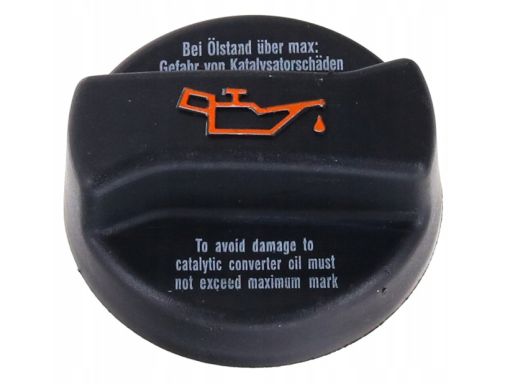 Bei Ölstand über max:
Gefahr von Katalysatorschäden
To avoid damage to
catalytic converter oil must
not exceed maximum mark